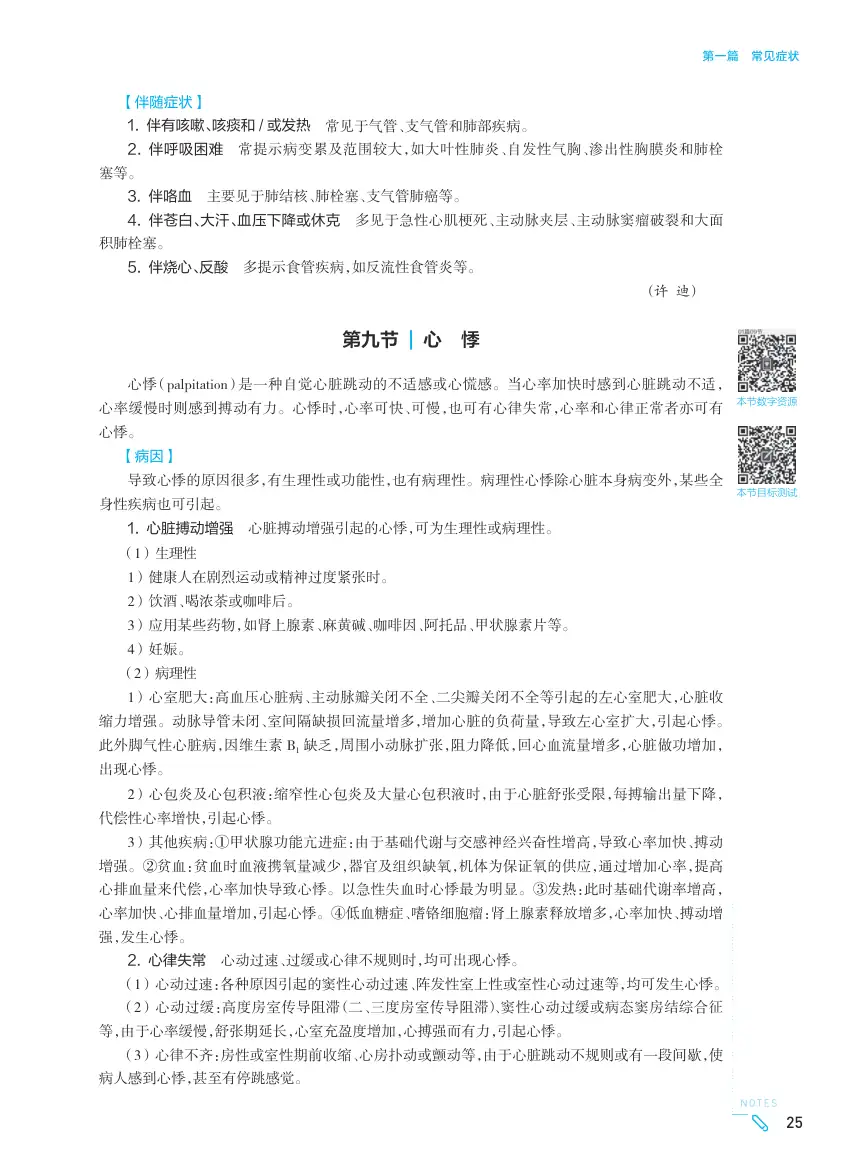 第一篇 常见症状
【伴随症状】
1. 伴有咳嗽、咳痰和 / 或发热 常见于气管、支气管和肺部疾病。
2. 伴呼吸困难 常提示病变累及范围较大，如大叶性肺炎、自发性气胸、渗出性胸膜炎和肺栓
塞等。
3. 伴咯血 主要见于肺结核、肺栓塞、支气管肺癌等。
4. 伴苍白、大汗、血压下降或休克 多见于急性心肌梗死、主动脉夹层、主动脉窦瘤破裂和大面
积肺栓塞。
5. 伴烧心、反酸 多提示食管疾病，如反流性食管炎等。
（许 迪）
第九节 | 心 悸
01篇09节
本节数字资源
本节目标测试
心悸（palpitation）是一种自觉心脏跳动的不适感或心慌感。当心率加快时感到心脏跳动不适，
心率缓慢时则感到搏动有力。心悸时，心率可快、可慢，也可有心律失常，心率和心律正常者亦可有
心悸。
【病因】
导致心悸的原因很多，有生理性或功能性，也有病理性。病理性心悸除心脏本身病变外，某些全
身性疾病也可引起。
1. 心脏搏动增强 心脏搏动增强引起的心悸，可为生理性或病理性。
（1）生理性
1）健康人在剧烈运动或精神过度紧张时。
2）饮酒、喝浓茶或咖啡后。
3）应用某些药物，如肾上腺素、麻黄碱、咖啡因、阿托品、甲状腺素片等。
4）妊娠。
（2）病理性
1）心室肥大：高血压心脏病、主动脉瓣关闭不全、二尖瓣关闭不全等引起的左心室肥大，心脏收
缩力增强。动脉导管未闭、室间隔缺损回流量增多，增加心脏的负荷量，导致左心室扩大，引起心悸。
此外脚气性心脏病，因维生素 B₁ 缺乏，周围小动脉扩张，阻力降低，回心血流量增多，心脏做功增加，
出现心悸。
2）心包炎及心包积液：缩窄性心包炎及大量心包积液时，由于心脏舒张受限，每搏输出量下降，
代偿性心率增快，引起心悸。
3）其他疾病：①甲状腺功能亢进症：由于基础代谢与交感神经兴奋性增高，导致心率加快、搏动
增强。②贫血：贫血时血液携氧量减少，器官及组织缺氧，机体为保证氧的供应，通过增加心率，提高
心排血量来代偿，心率加快导致心悸。以急性失血时心悸最为明显。③发热：此时基础代谢率增高，
心率加快、心排血量增加，引起心悸。④低血糖症、嗜铬细胞瘤：肾上腺素释放增多，心率加快、搏动增
强，发生心悸。
2. 心律失常 心动过速、过缓或心律不规则时，均可出现心悸。
（1）心动过速：各种原因引起的窦性心动过速、阵发性室上性或室性心动过速等，均可发生心悸。
（2）心动过缓：高度房室传导阻滞（二、三度房室传导阻滞）、窦性心动过缓或病态窦房结综合征
等，由于心率缓慢，舒张期延长，心室充盈度增加，心搏强而有力，引起心悸。
（3）心律不齐：房性或室性期前收缩、心房扑动或颤动等，由于心脏跳动不规则或有一段间歇，使
病人感到心悸，甚至有停跳感觉。
NOTES
25